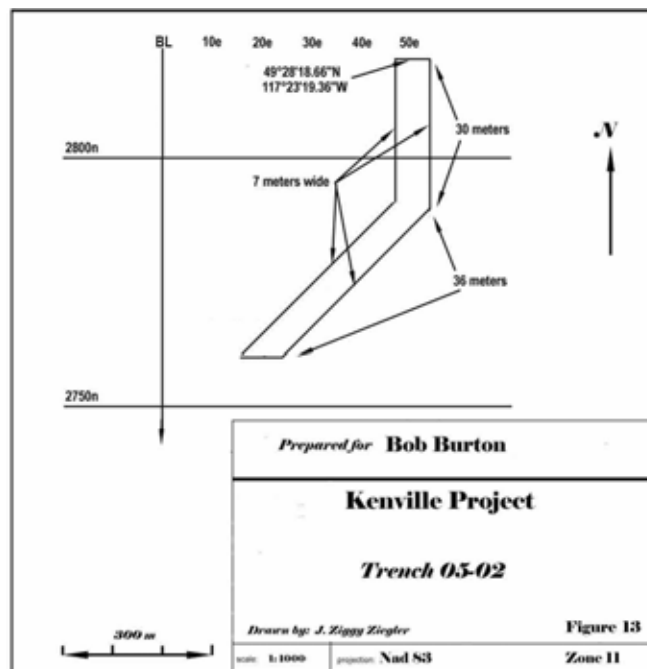 BL 10e 20e 30e 40e 50e
49°28'18.66"N
117°23'19.36"W
30 meters
N
2800n
7 meters wide
36 meters
2750n
Prepared for Bob Burton
Kenville Project
Trench 05-02
Drawn by: J. Ziggy Ziegler Figure 13
300 m
scale: 1:1000 projection: Nad 83 Zone 11